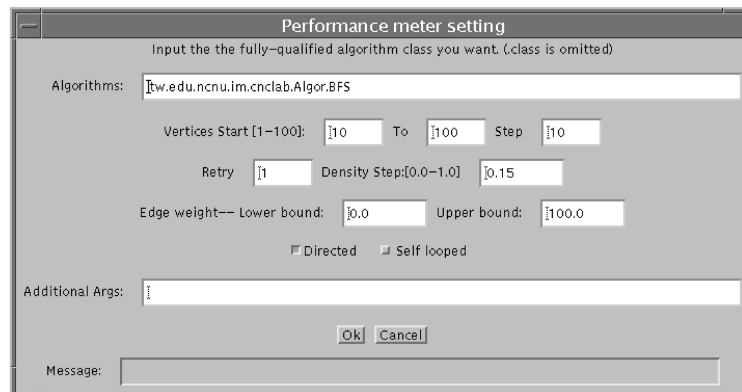 Performance meter setting
Input the the fully-qualified algorithm class you want. (.class is omitted)
Algorithms: tw.edu.ncnu.im.cnclab.Algor.BFS
Vertices Start [1-100]: 10 To 100 Step 10
Retry 1 Density Step:[0.0-1.0] 0.15
Edge weight-- Lower bound: 0.0 Upper bound: 100.0
Directed Self looped
Additional Args:
Ok Cancel
Message: